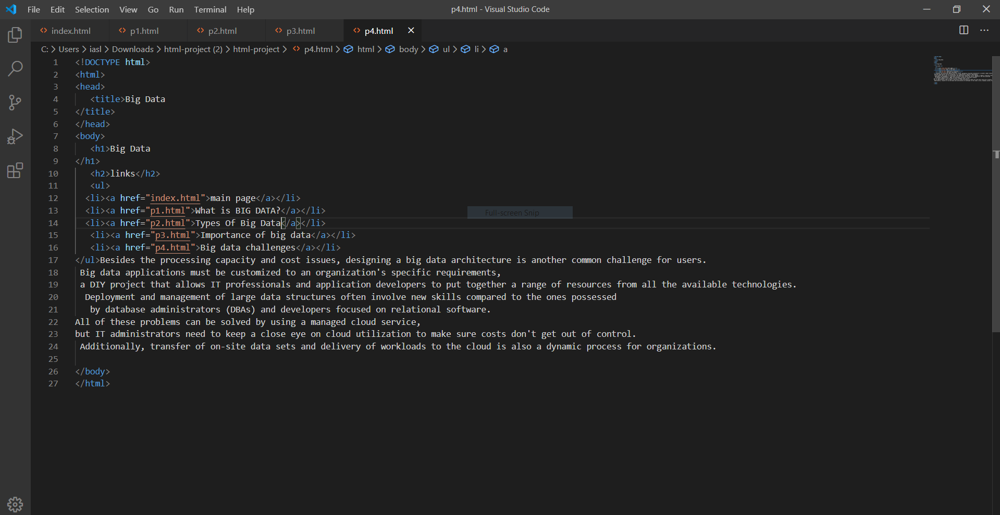 File Edit Selection View Go Run Terminal Help
p4.html - Visual Studio Code
index.html p1.html p2.html p3.html p4.html
C: > Users > iasl > Downloads > html-project (2) > html-project > p4.html > html > body > ul > li > a
1 <!DOCTYPE html>
2 <html>
3 <head>
4 <title>Big Data
5 </title>
6 </head>
7 <body>
8 <h1>Big Data
9 </h1>
10 <h2>links</h2>
11 <ul>
12 <li><a href="index.html">main page</a></li>
13 <li><a href="p1.html">What is BIG DATA?</a></li>
Full-screen Snip
14 <li><a href="p2.html">Types Of Big Data</a></li>
15 <li><a href="p3.html">Importance of big data</a></li>
16 <li><a href="p4.html">Big data challenges</a></li>
17 </ul>Besides the processing capacity and cost issues, designing a big data architecture is another common challenge for users.
18 Big data applications must be customized to an organization's specific requirements,
19 a DIY project that allows IT professionals and application developers to put together a range of resources from all the available technologies.
20 Deployment and management of large data structures often involve new skills compared to the ones possessed
21 by database administrators (DBAs) and developers focused on relational software.
22 All of these problems can be solved by using a managed cloud service,
23 but IT administrators need to keep a close eye on cloud utilization to make sure costs don't get out of control.
24 Additionally, transfer of on-site data sets and delivery of workloads to the cloud is also a dynamic process for organizations.
25
26 </body>
27 </html>